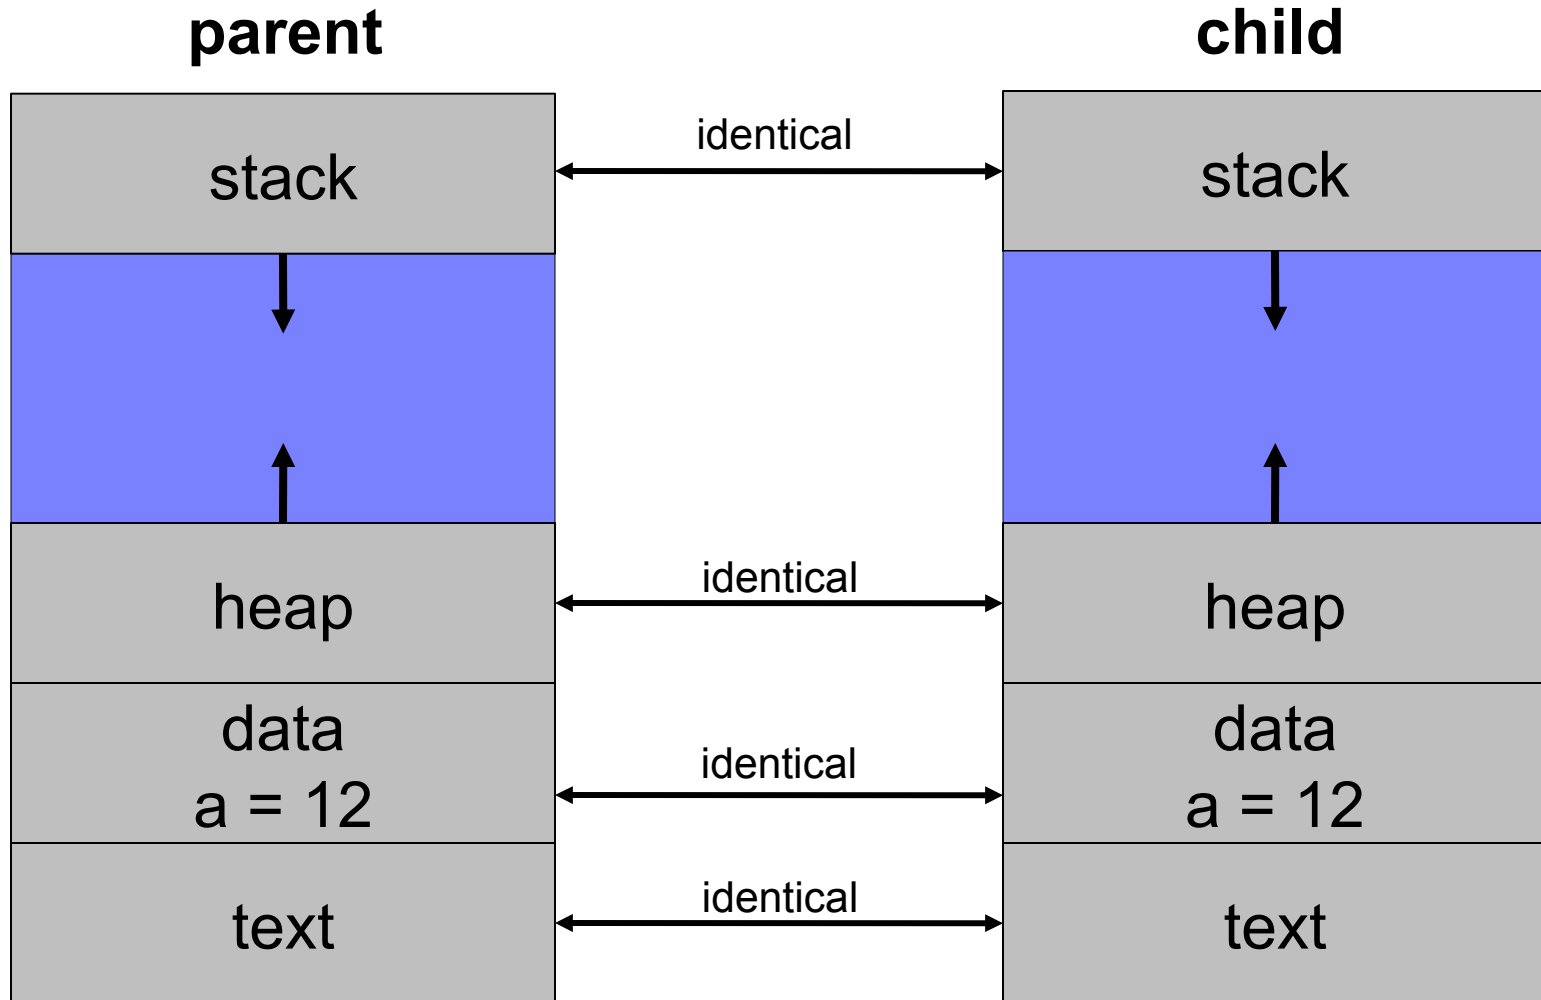 parent
child
stack
identical
stack
heap
identical
heap
data
a = 12
identical
data
a = 12
text
identical
text